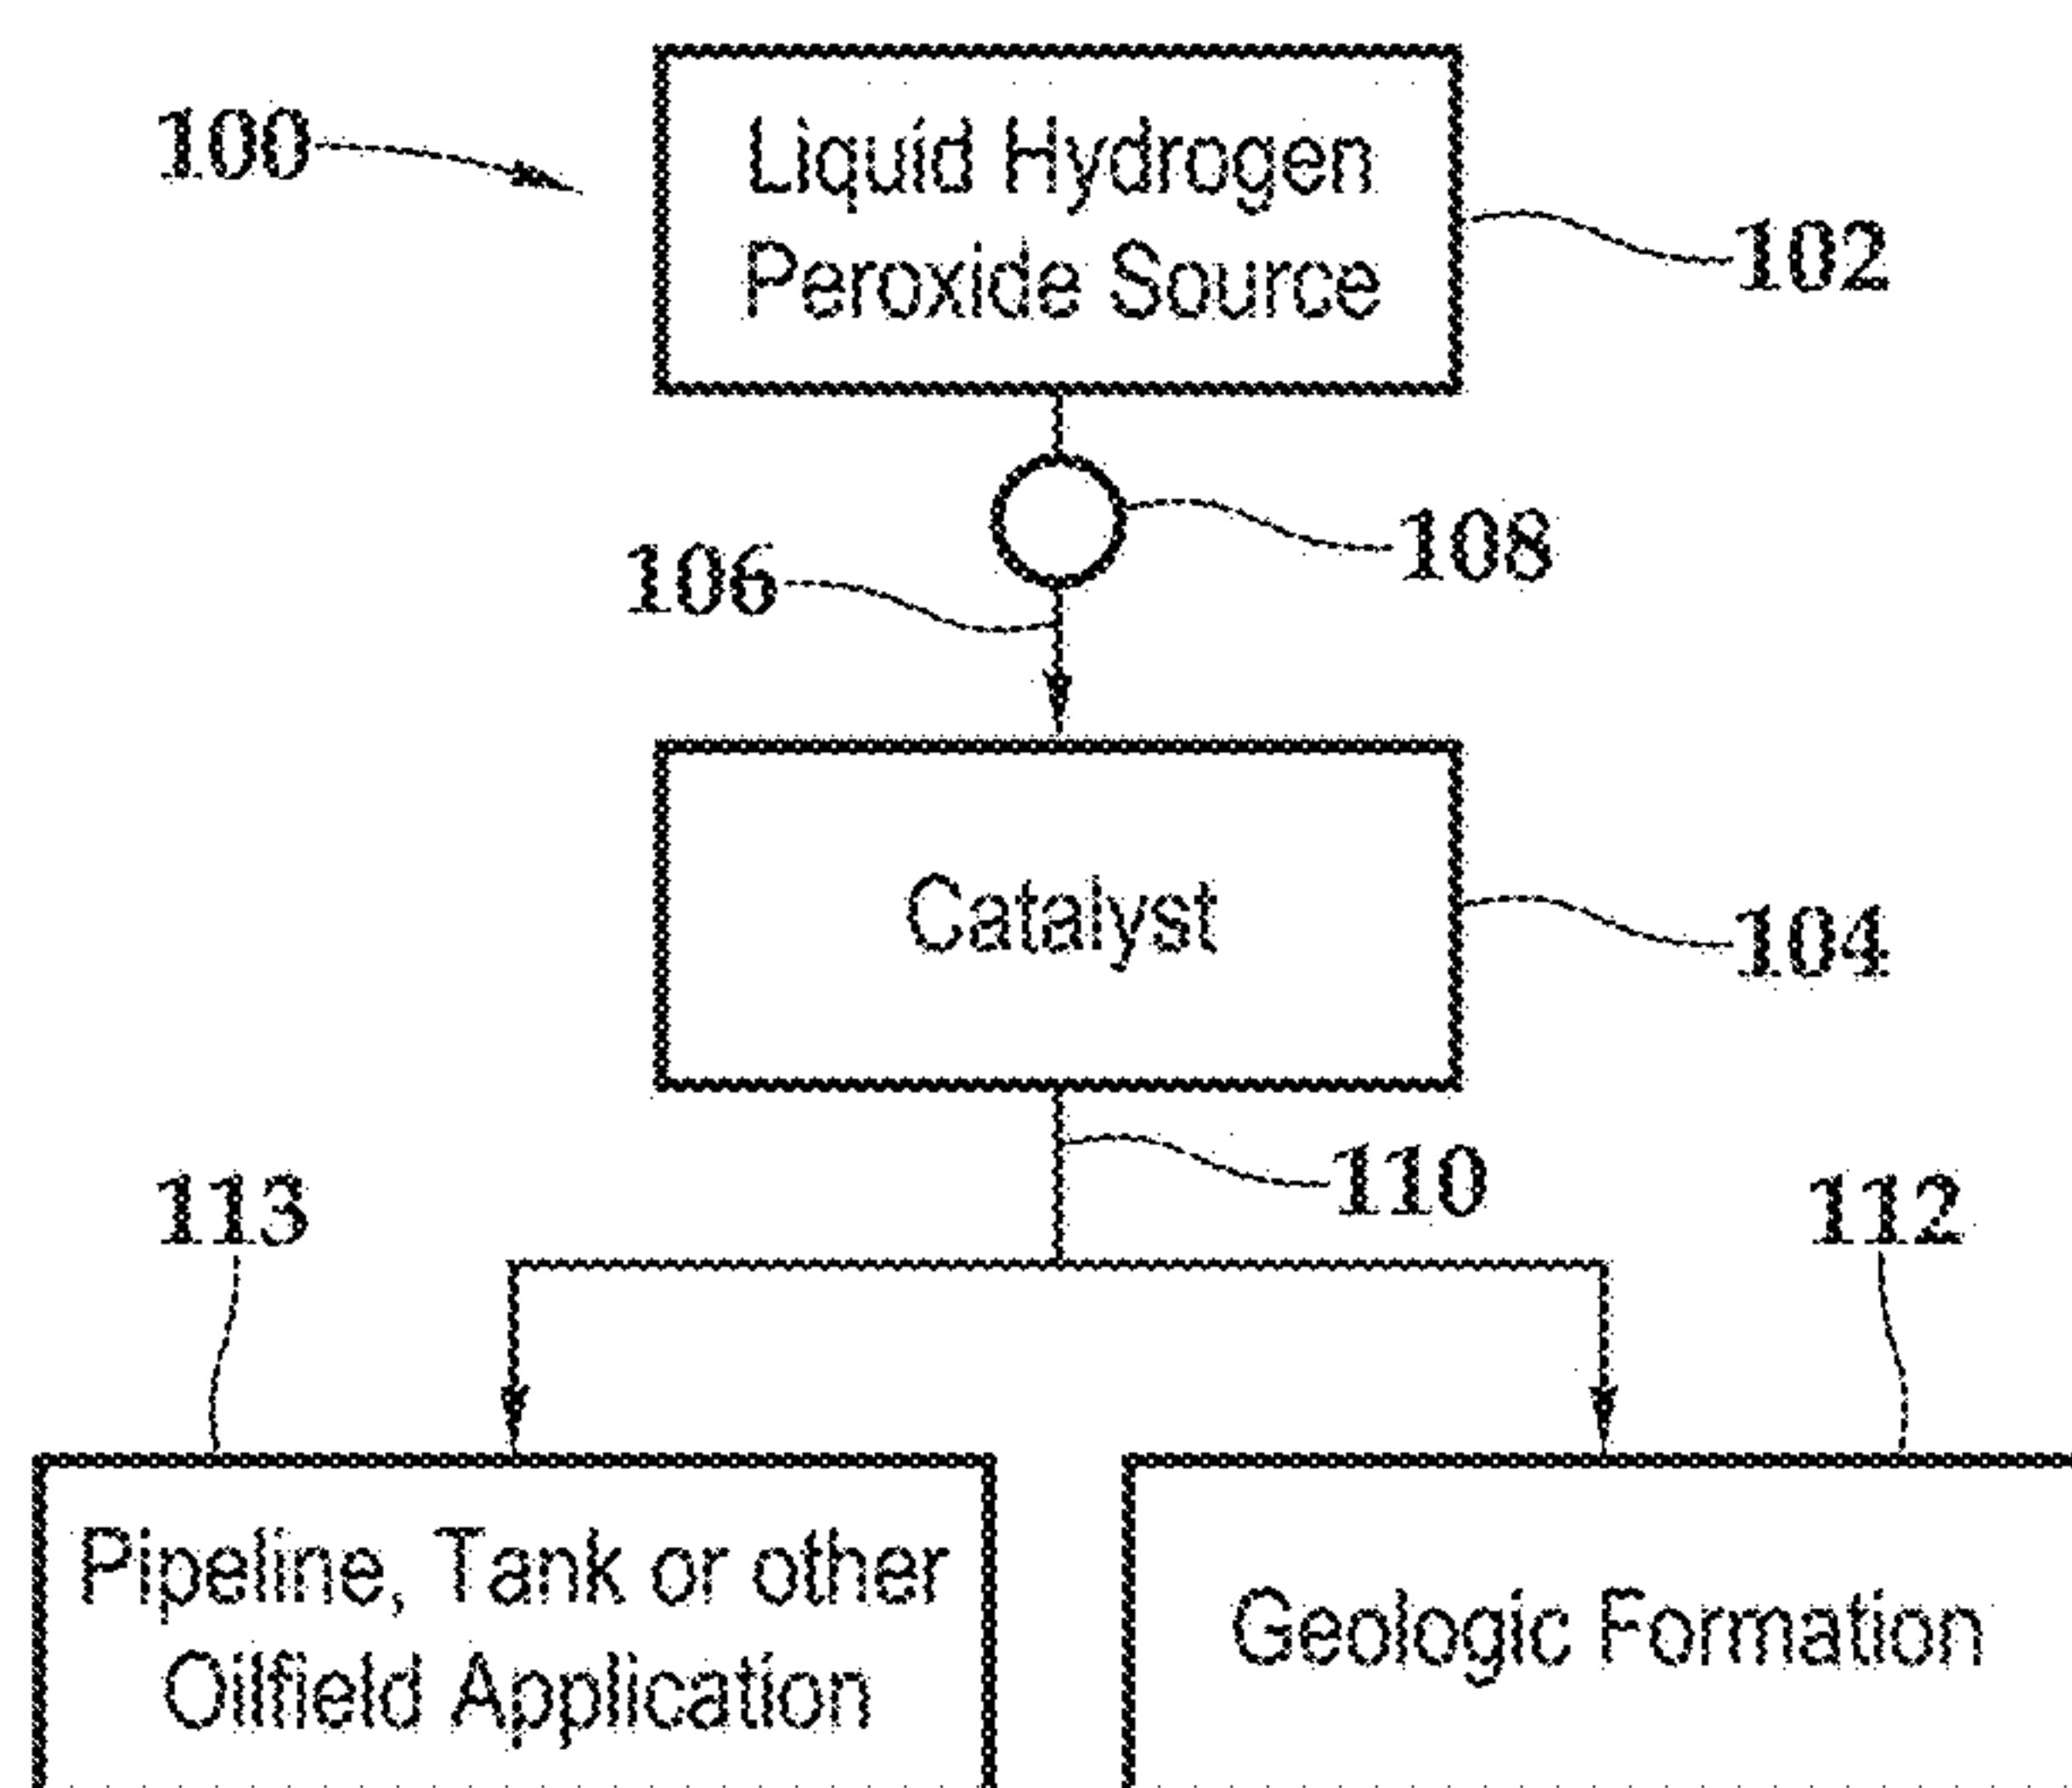 100
Liquid Hydrogen
Peroxide Source
102
108
106
Catalyst
104
110
113
112
Pipeline, Tank or other
Oilfield Application
Geologic Formation